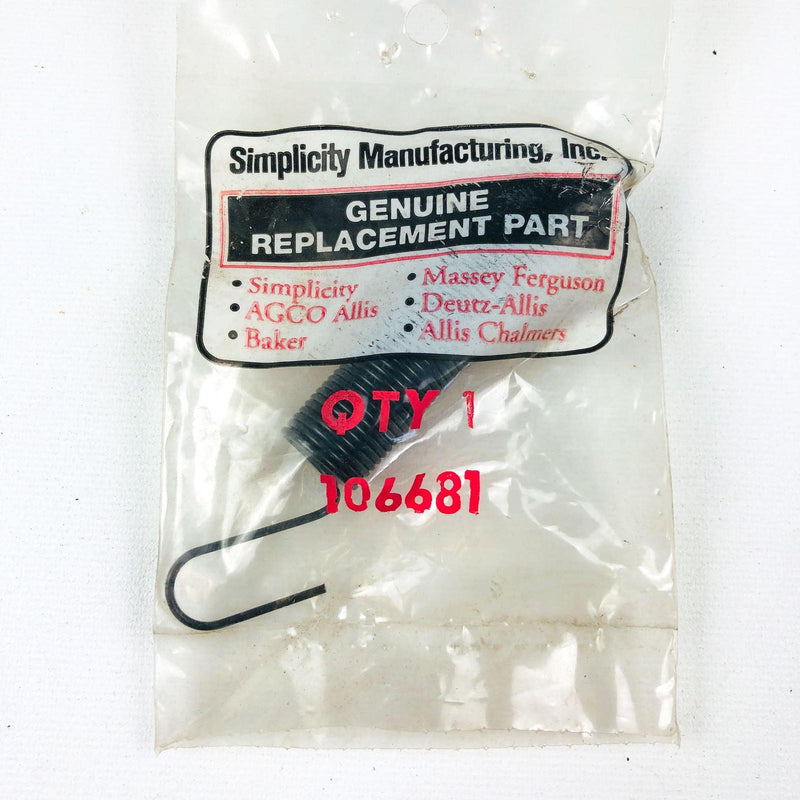 Simplicity Manufacturing, Inc.
GENUINE
REPLACEMENT PART
• Simplicity
• AGCO Allis
• Baker
• Massey Ferguson
• Deutz-Allis
• Allis Chalmers
QTY 1
106681